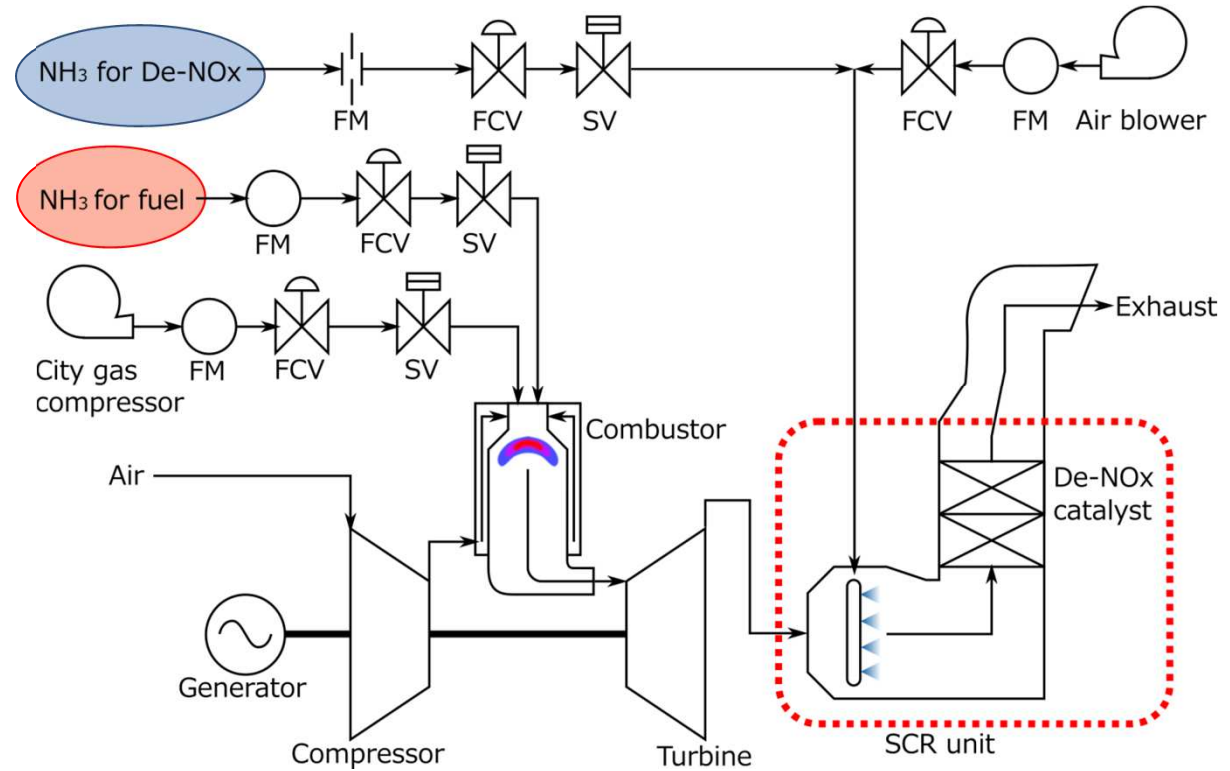 NH₃ for De-NOx
FM
FCV
SV
FCV
FM
Air blower
NH₃ for fuel
FM
FCV
SV
City gas
compressor
FM
FCV
SV
Exhaust
Combustor
Air
De-NOx
catalyst
Generator
Compressor
Turbine
SCR unit